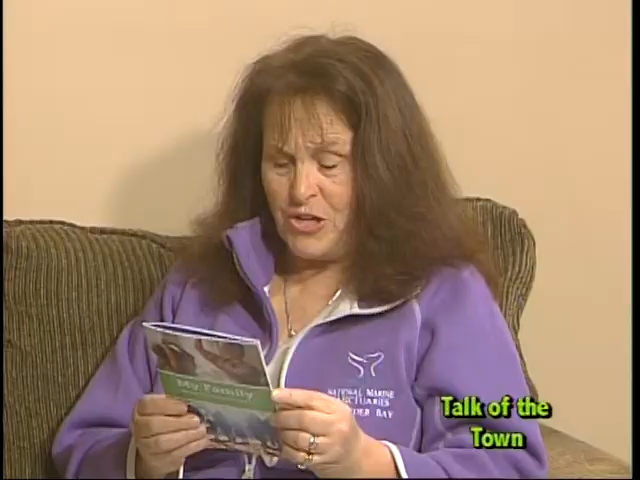 My Family
NATIONAL MARINE
SANCTUARIES
Talk of the
Town